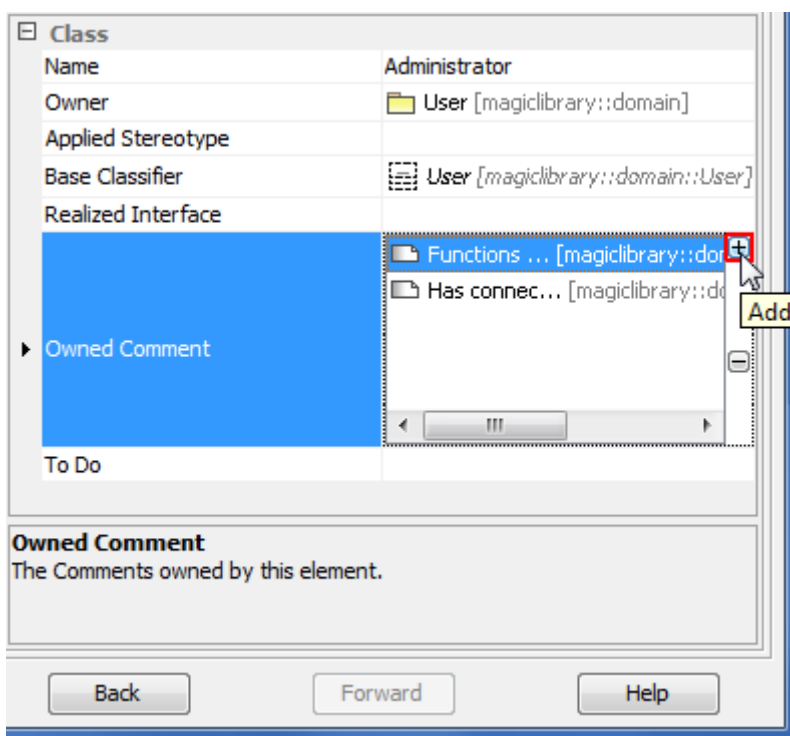 Class
Name Administrator
Owner User [magiclibrary::domain]
Applied Stereotype
Base Classifier User [magiclibrary::domain::User]
Realized Interface
Functions ... [magiclibrary::do
Has connec... [magiclibrary::d
Add
Owned Comment
To Do
Owned Comment
The Comments owned by this element.
Back Forward Help